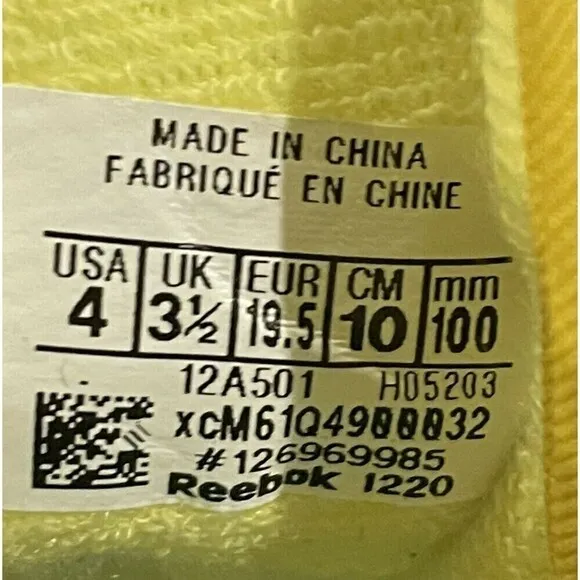 MADE IN CHINA
FABRIQUÉ EN CHINE
USA UK EUR CM mm
4 3½ 19.5 10 100
12A501 H05203
XCM61Q4900032
#126969985
Reebok 1220